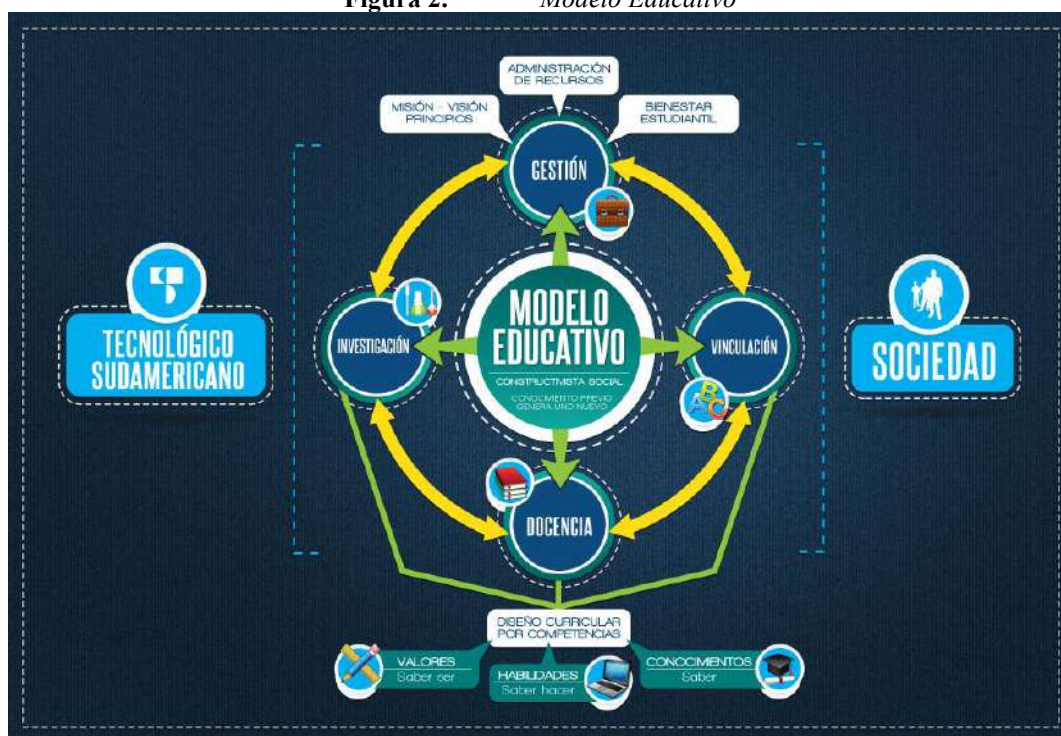 Figura 2. Modelo Educativo
ADMINISTRACIÓN
DE RECURSOS
MISIÓN - VISIÓN
PRINCIPIOS
BIENESTAR
ESTUDIANTIL
GESTIÓN
TECNOLÓGICO
SUDAMERICANO
INVESTIGACIÓN
MODELO
EDUCATIVO
CONSTRUCTIVISTA SOCIAL
CONOCIMIENTO PREVIO
GENERA UNO NUEVO
VINCULACIÓN
ABC
SOCIEDAD
DOCENCIA
DISEÑO CURRICULAR
POR COMPETENCIAS
VALORES
Saber ser
HABILIDADES
Saber hacer
CONOCIMIENTOS
Saber